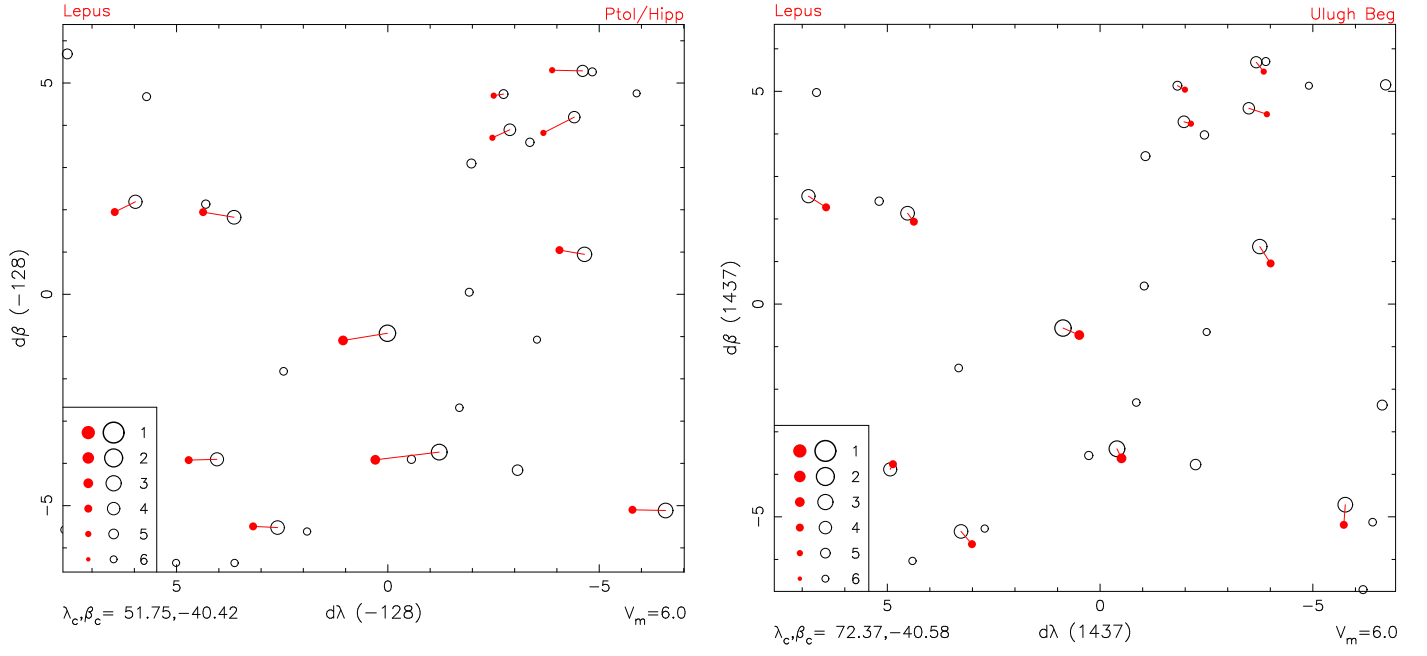 Lepus Ptol/Hipp
5
0
-5
dβ (-128)
1
2
3
4
5
6
5 0 -5
λc,βc= 51.75,-40.42 dλ (-128) Vm=6.0
Lepus Ulugh Beg
5
0
-5
dβ (1437)
1
2
3
4
5
6
5 0 -5
λc,βc= 72.37,-40.58 dλ (1437) Vm=6.0